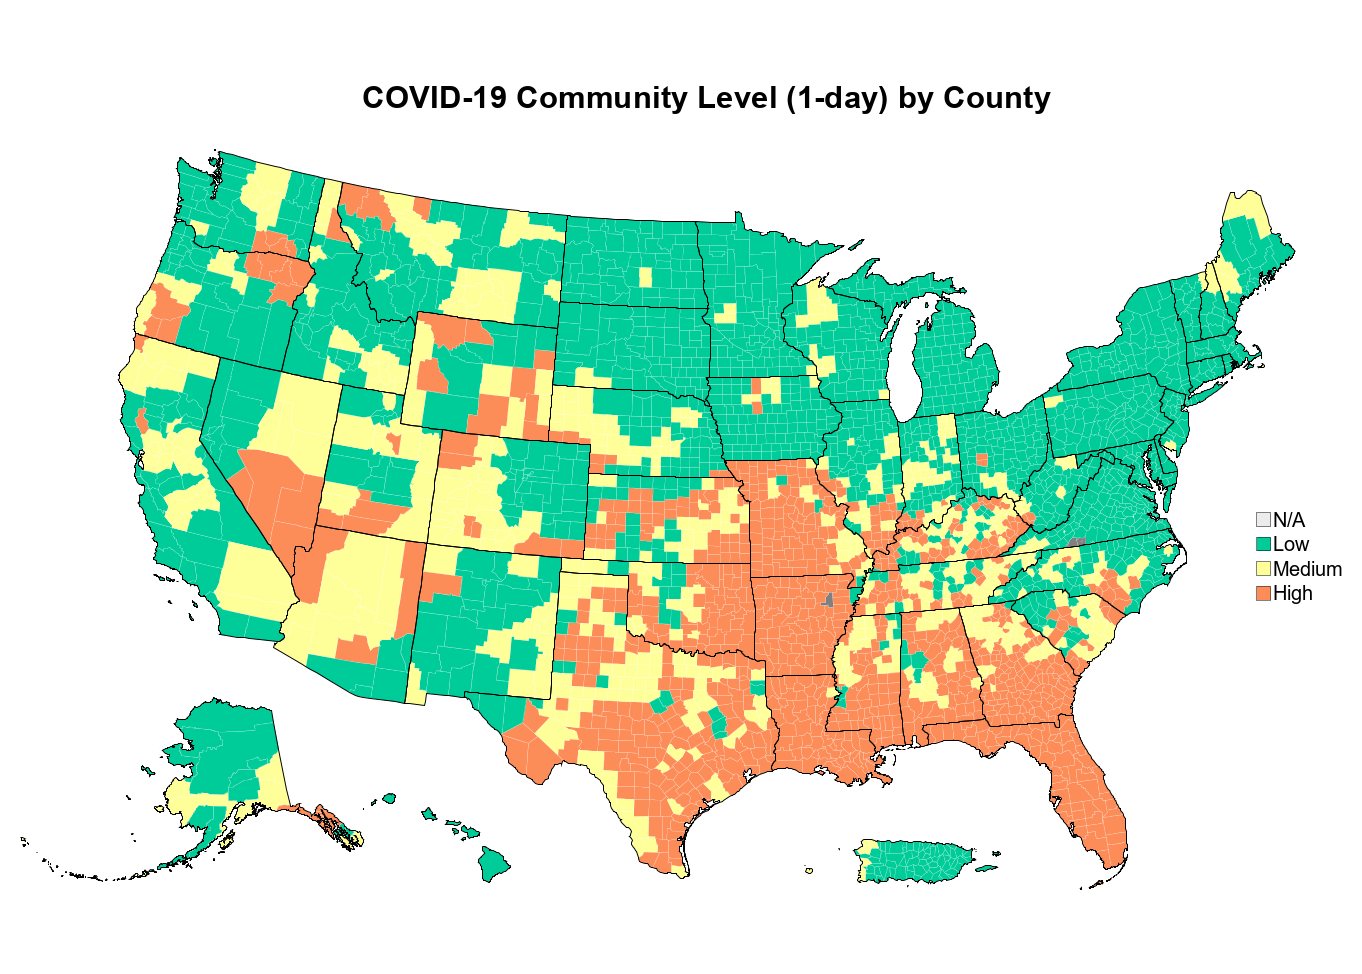 COVID-19 Community Level (1-day) by County
N/A
Low
Medium
High